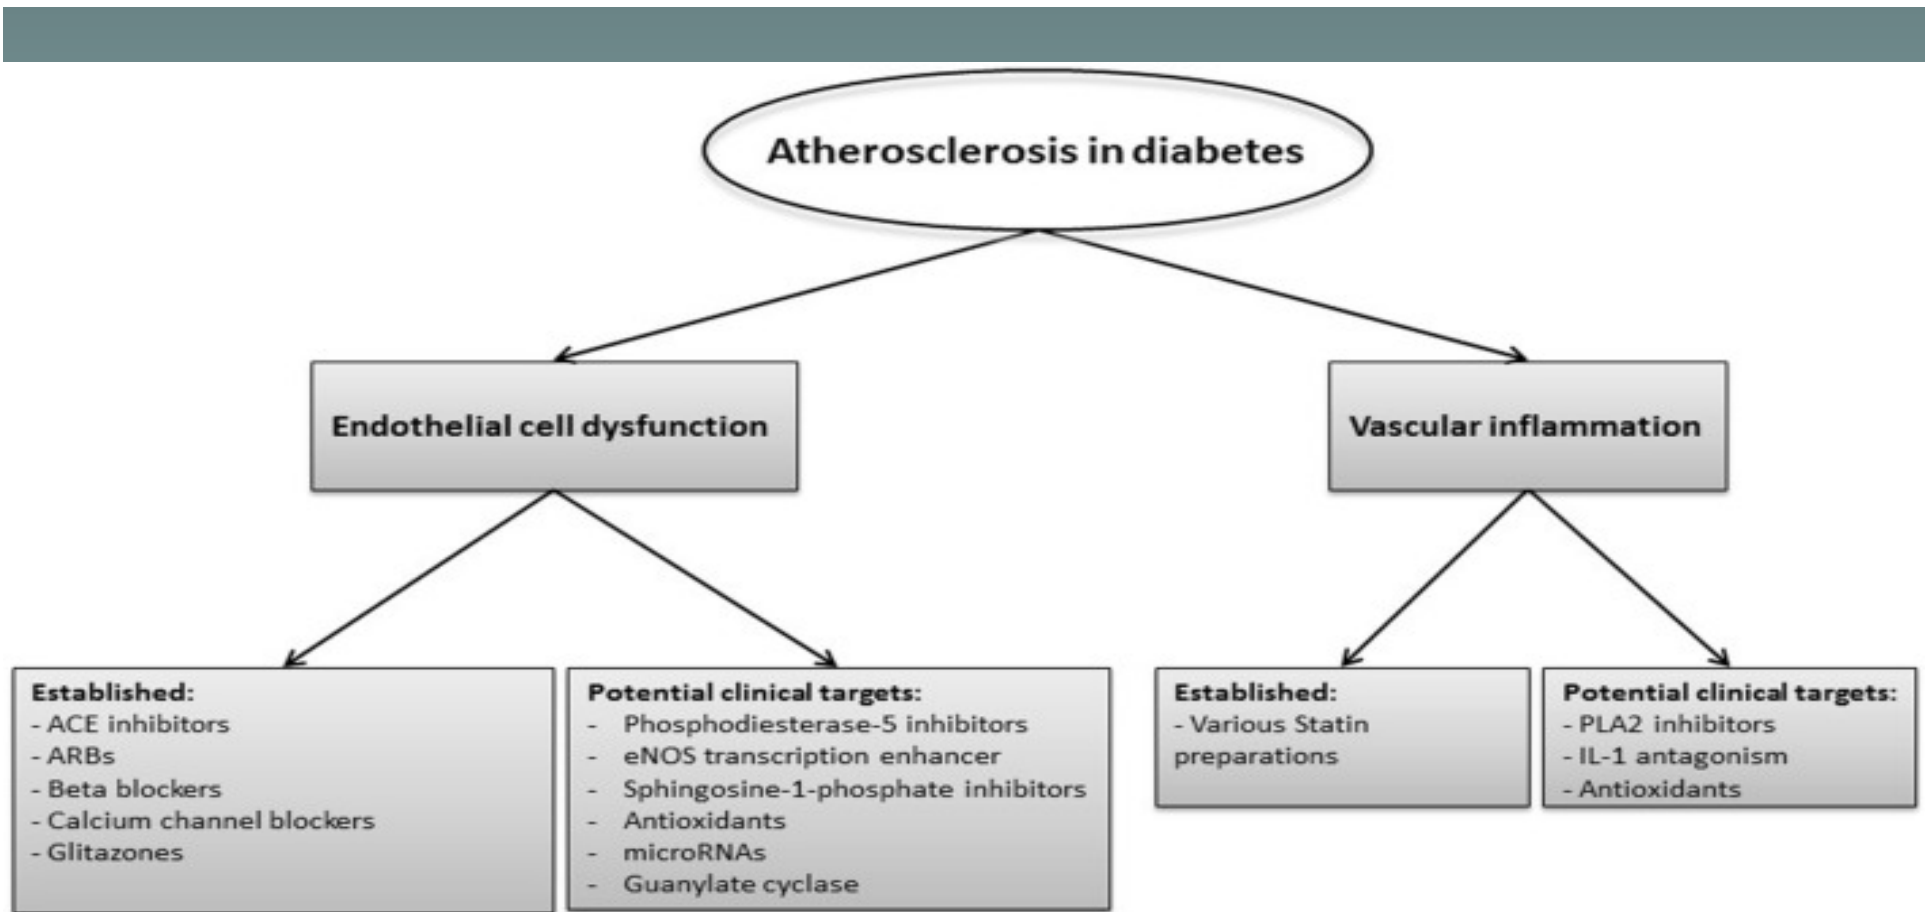 Atherosclerosis in diabetes
Endothelial cell dysfunction
Vascular inflammation
Established:
- ACE inhibitors
- ARBs
- Beta blockers
- Calcium channel blockers
- Glitazones
Potential clinical targets:
- Phosphodiesterase-5 inhibitors
- eNOS transcription enhancer
- Sphingosine-1-phosphate inhibitors
- Antioxidants
- microRNAs
- Guanylate cyclase
Established:
- Various Statin
preparations
Potential clinical targets:
- PLA2 inhibitors
- IL-1 antagonism
- Antioxidants